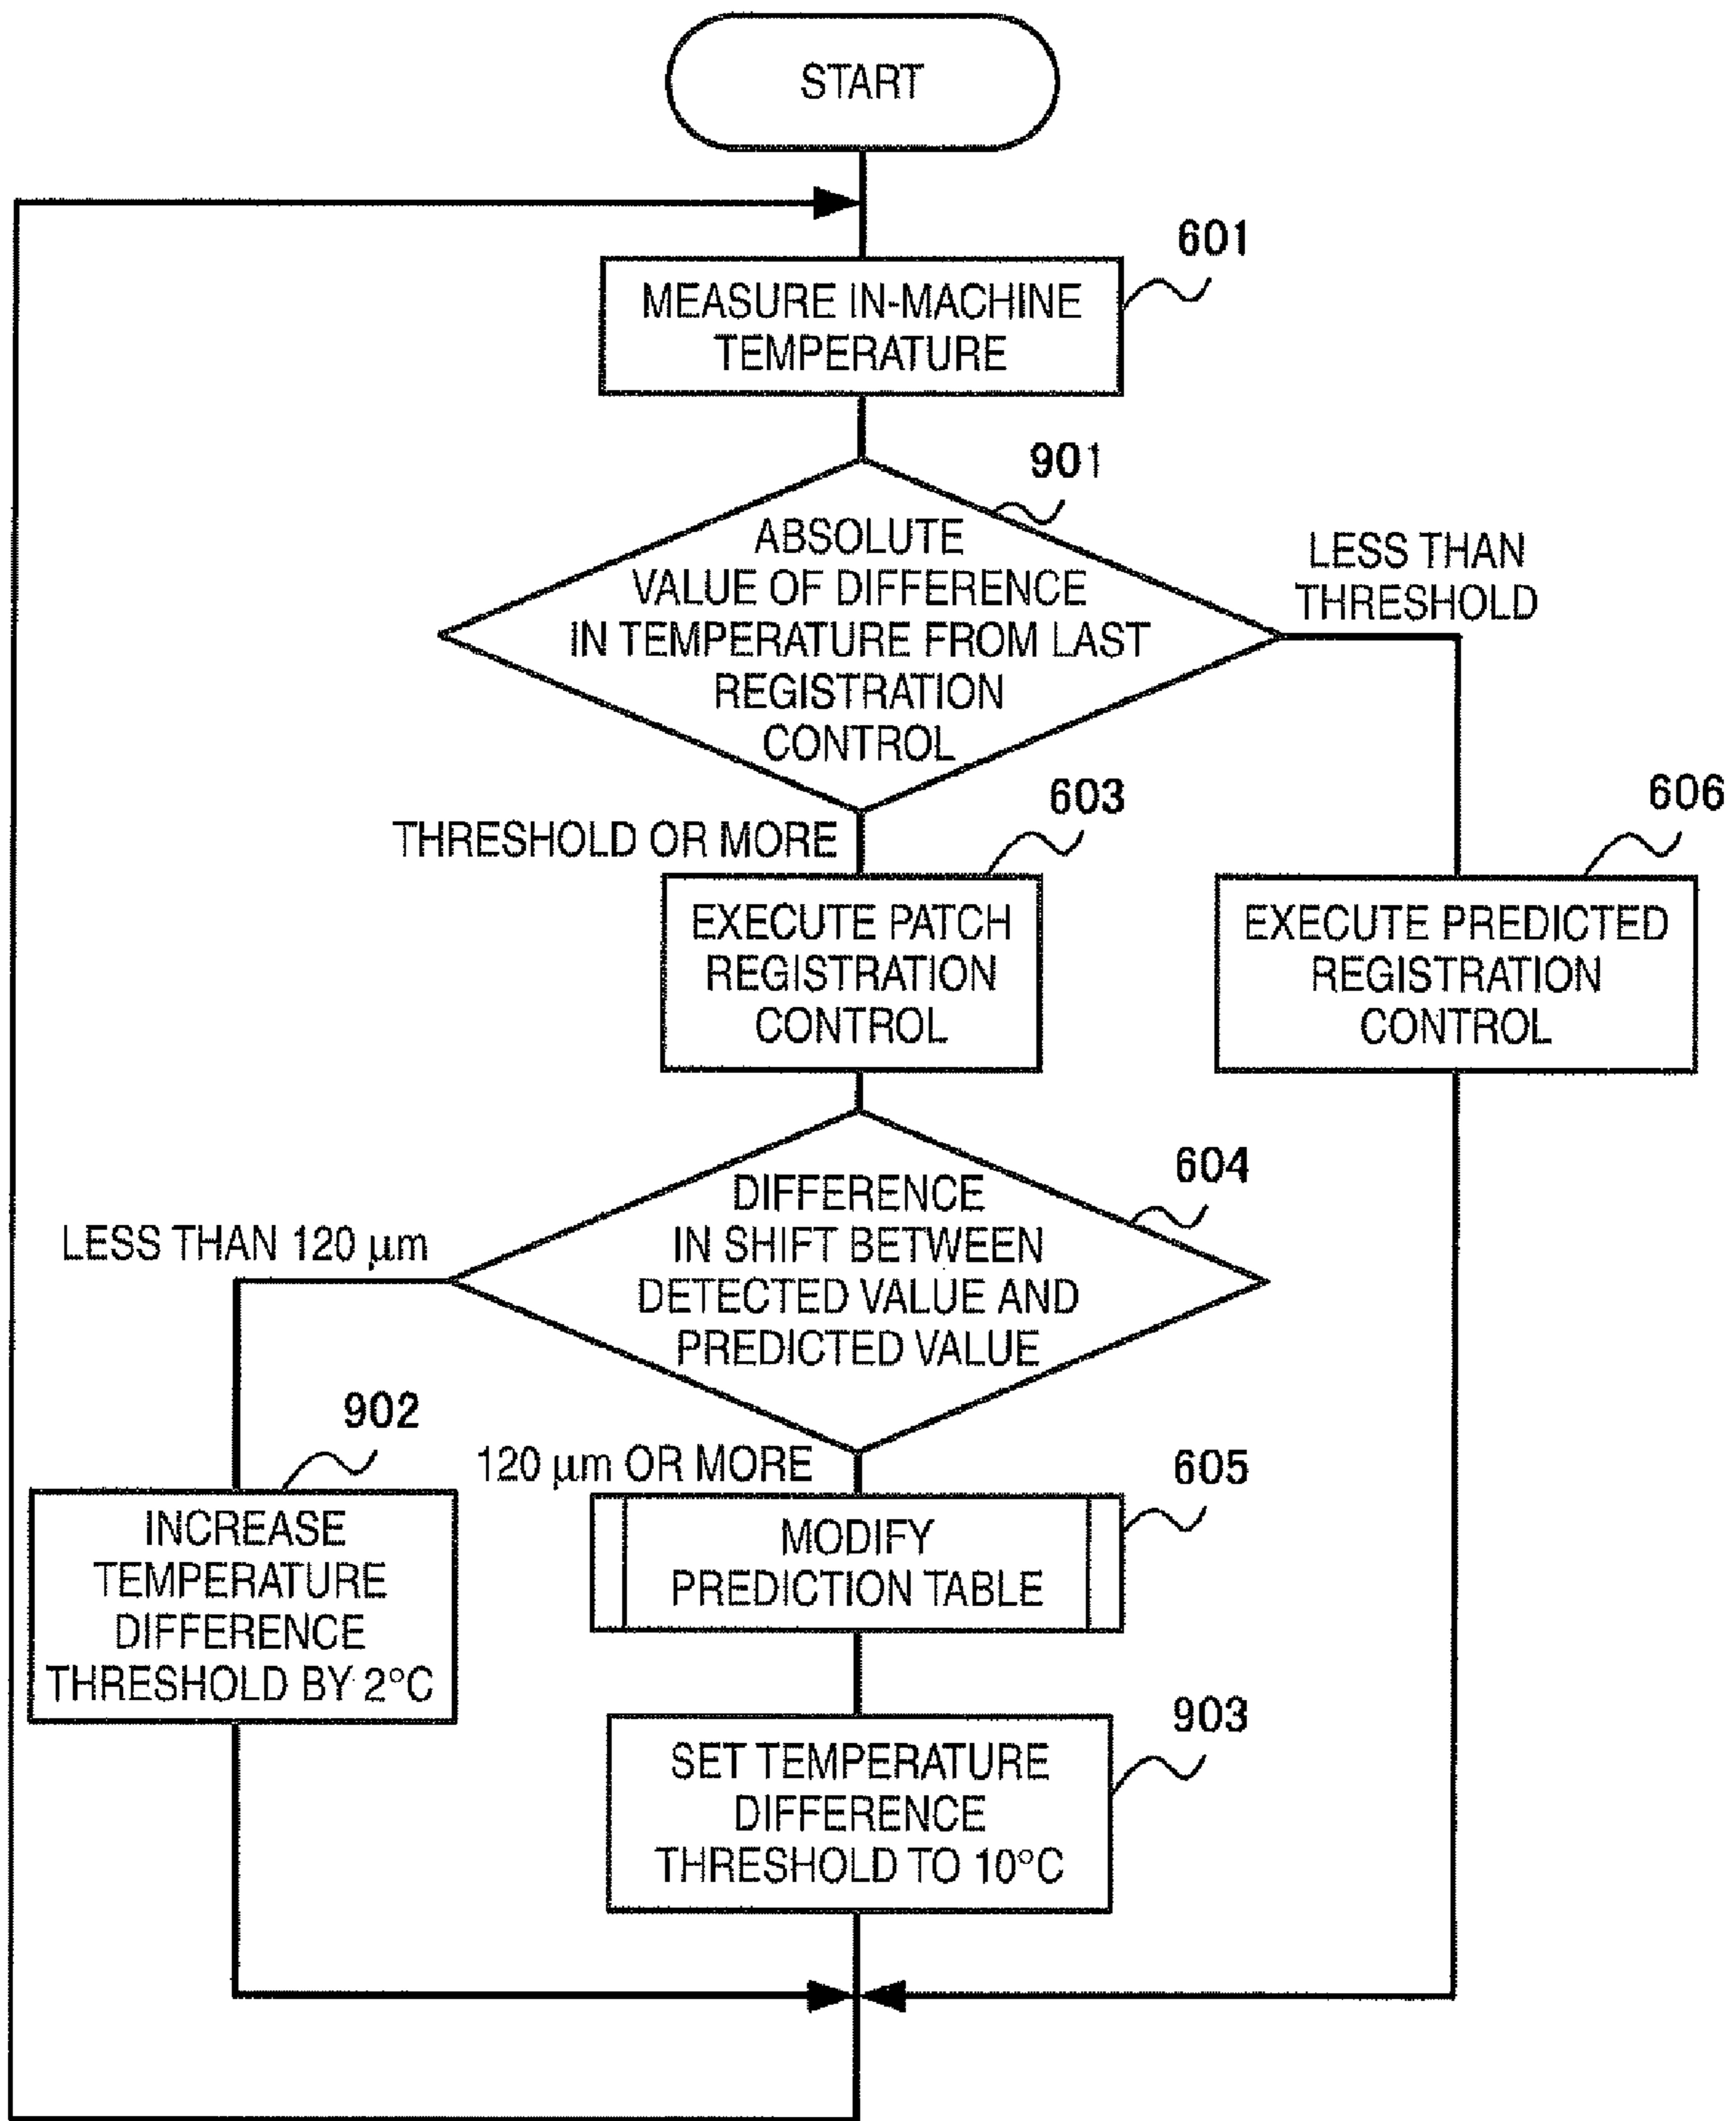 START
601
MEASURE IN-MACHINE
TEMPERATURE
901
ABSOLUTE
VALUE OF DIFFERENCE
IN TEMPERATURE FROM LAST
REGISTRATION
CONTROL
LESS THAN
THRESHOLD
THRESHOLD OR MORE
603
EXECUTE PATCH
REGISTRATION
CONTROL
606
EXECUTE PREDICTED
REGISTRATION
CONTROL
604
DIFFERENCE
IN SHIFT BETWEEN
DETECTED VALUE AND
PREDICTED VALUE
LESS THAN 120 μm
902
INCREASE
TEMPERATURE
DIFFERENCE
THRESHOLD BY 2°C
120 μm OR MORE
605
MODIFY
PREDICTION TABLE
903
SET TEMPERATURE
DIFFERENCE
THRESHOLD TO 10°C